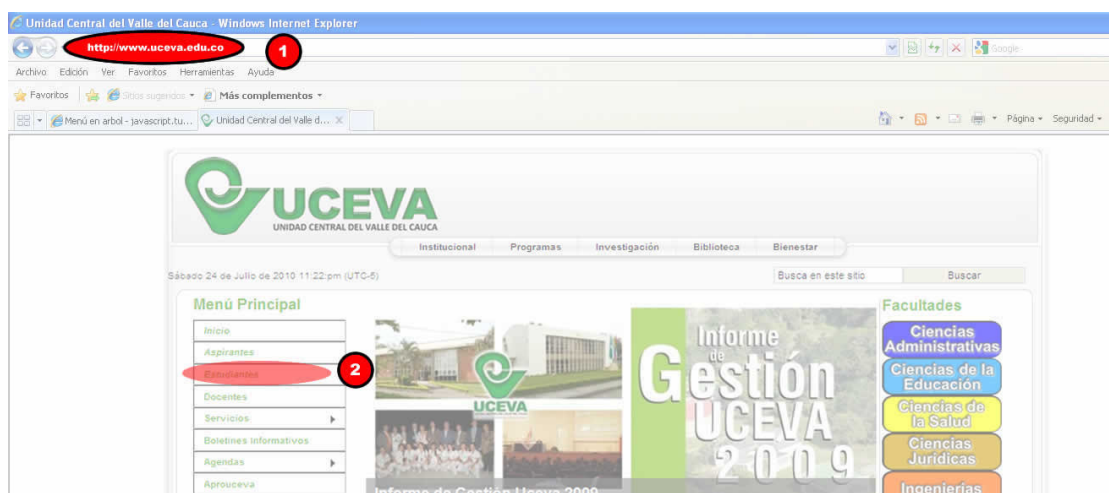 Unidad Central del Valle del Cauca - Windows Internet Explorer
http://www.uceva.edu.co
1
Google
Archivo Edición Ver Favoritos Herramientas Ayuda
Favoritos Sitios sugeridos Más complementos
Menú en arbol - javascript.tu... Unidad Central del Valle d... X
Página Seguridad
UCEVA
UNIDAD CENTRAL DEL VALLE DEL CAUCA
Institucional Programas Investigación Biblioteca Bienestar
Sábado 24 de Julio de 2010 11:22:pm (UTC-5)
Busca en este sitio Buscar
Menú Principal
Inicio
Aspirantes
Estudiantes
2
Docentes
Servicios
Boletines Informativos
Agendas
Aprouceva
UCEVA
Informe de Gestión Uceva 2009
Informe
de
Gestión
UCEVA
2009
Facultades
Ciencias
Administrativas
Ciencias de la
Educación
Ciencias de
la Salud
Ciencias
Jurídicas
Ingenierías